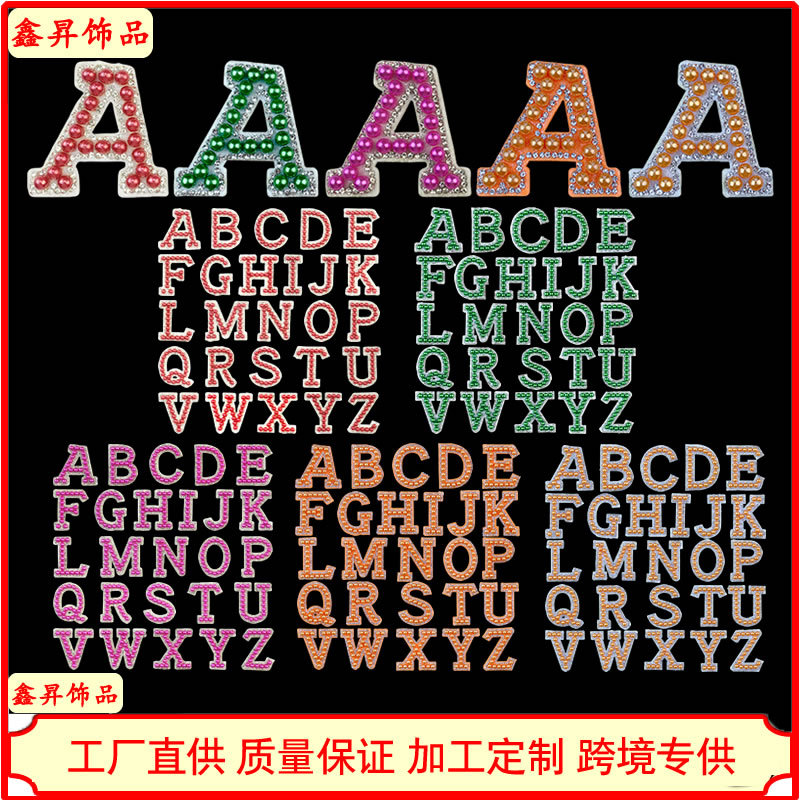 鑫昇饰品
A A A A A
ABCDE ABCDE
FGHIJK FGHIJK
LMNOP LMNOP
QRSTU QRSTU
VWXYZ VWXYZ
ABCDE ABCDE ABCDE
FGHIJK FGHIJK FGHIJK
LMNOP LMNOP LMNOP
QRSTU QRSTU QRSTU
VWXYZ VWXYZ VWXYZ
鑫昇饰品
工厂直供 质量保证 加工定制 跨境专供